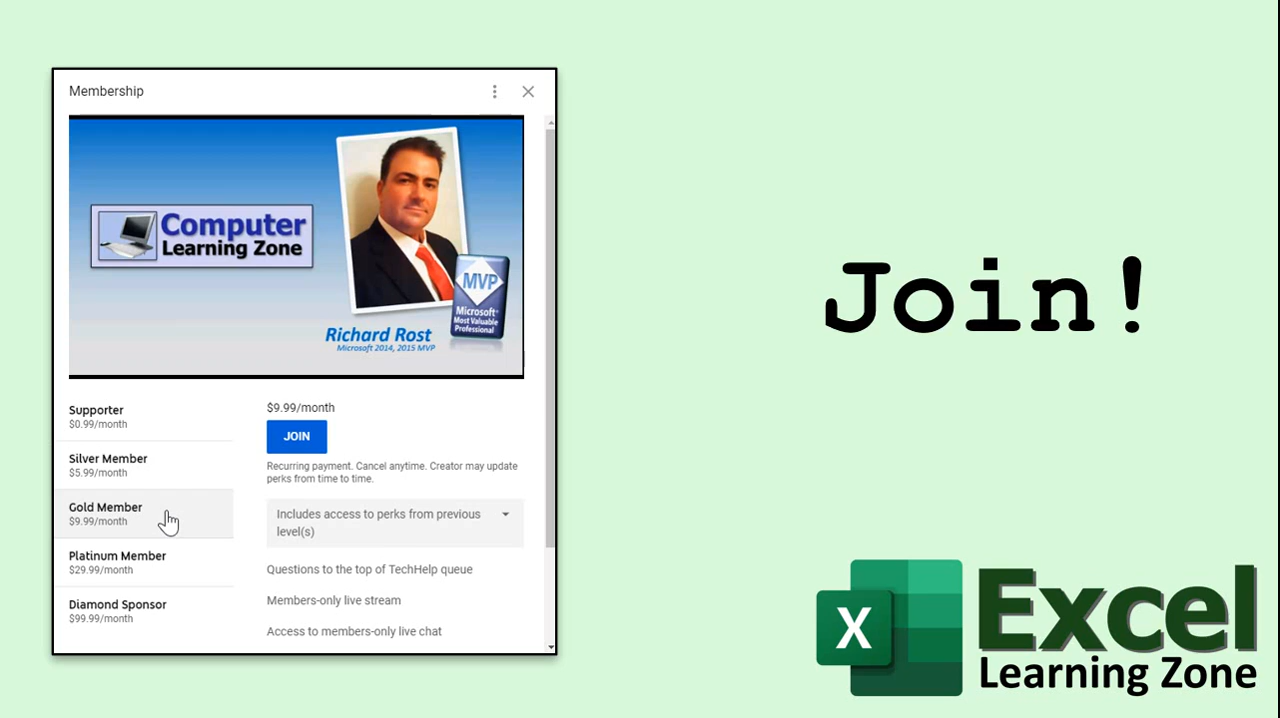 Membership
Computer
Learning Zone
MVP
Microsoft®
Most Valuable
Professional
Richard Rost
Microsoft 2014, 2015 MVP
Supporter
$0.99/month
Silver Member
$5.99/month
Gold Member
$9.99/month
Platinum Member
$29.99/month
Diamond Sponsor
$99.99/month
$9.99/month
JOIN
Recurring payment. Cancel anytime. Creator may update
perks from time to time.
Includes access to perks from previous
level(s)
Questions to the top of TechHelp queue
Members-only live stream
Access to members-only live chat
Join!
X
Excel
Learning Zone